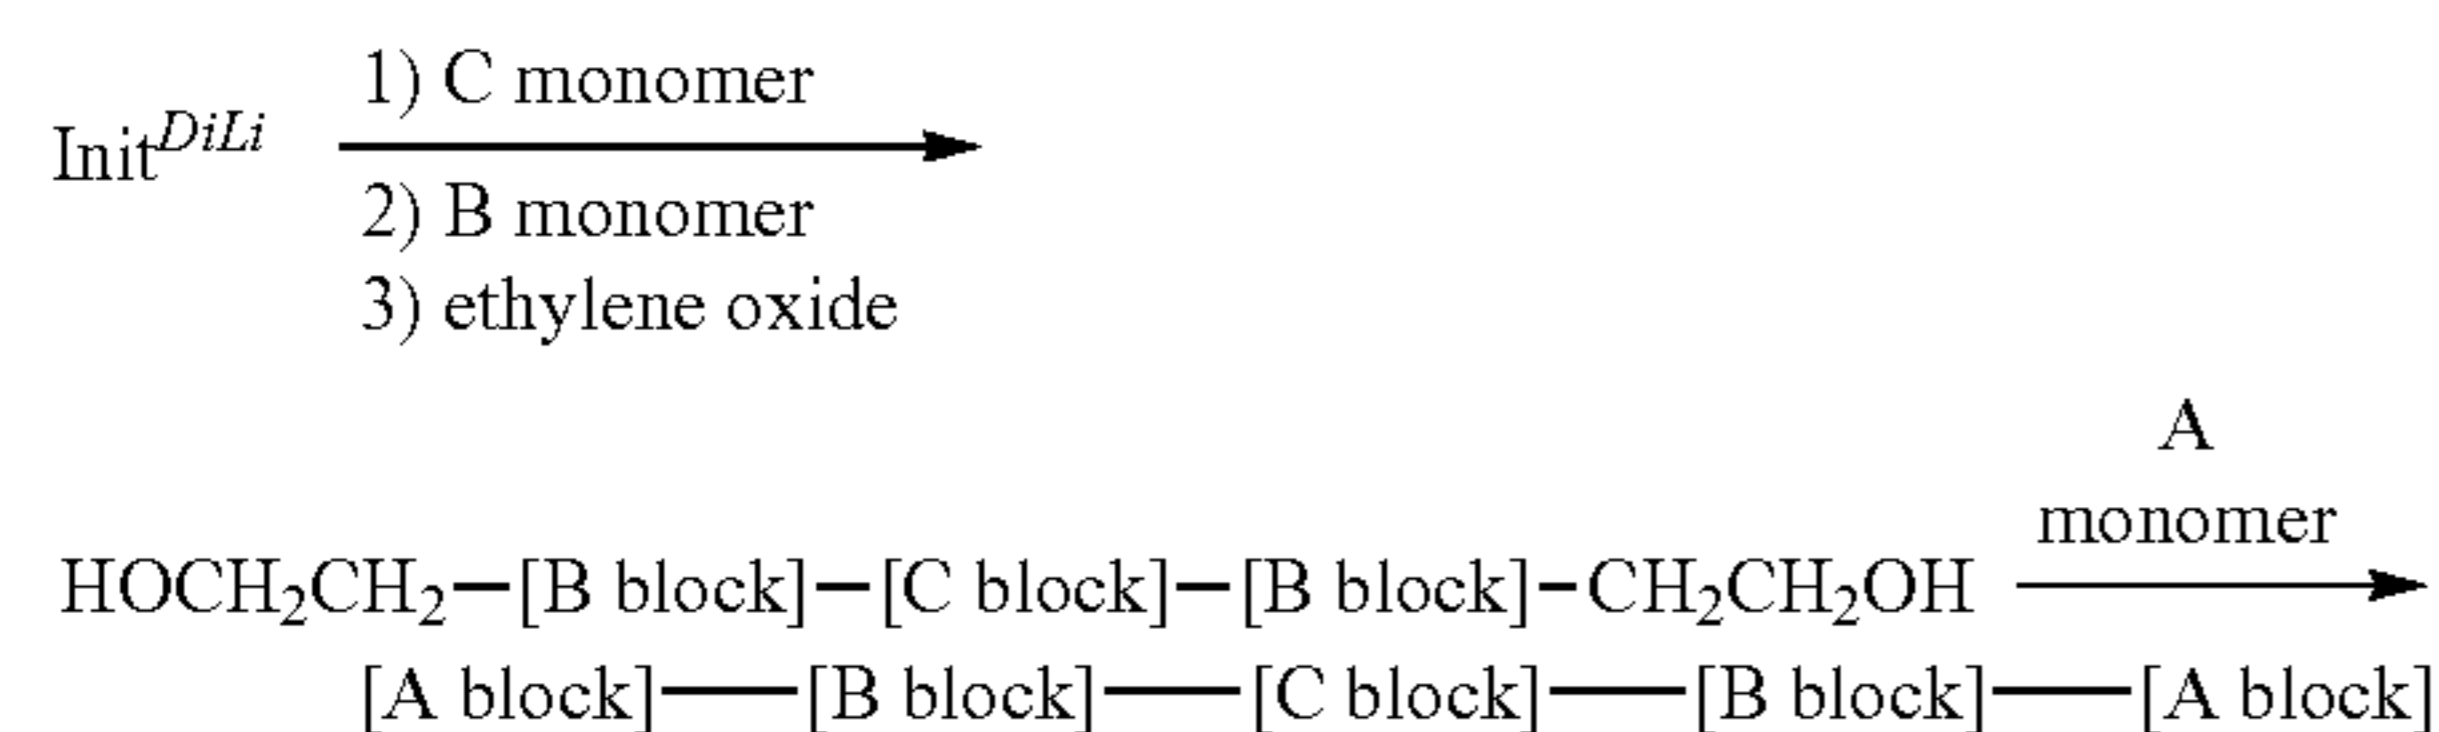 1) C monomer
Init^DiLi
2) B monomer
3) ethylene oxide
A
monomer
HOCH₂CH₂—[B block]—[C block]—[B block]—CH₂CH₂OH
[A block]—[B block]—[C block]—[B block]—[A block]